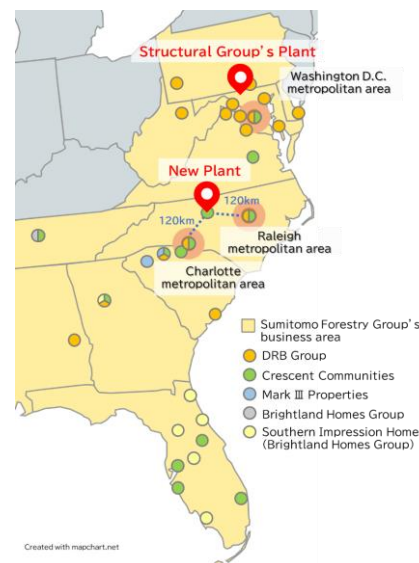 Structural Group's Plant
Washington D.C.
metropolitan area
New Plant
120km
120km
Raleigh
metropolitan area
Charlotte
metropolitan area
Sumitomo Forestry Group's
business area
DRB Group
Crescent Communities
Mark Ⅲ Properties
Brightland Homes Group
Southern Impression Home
(Brightland Homes Group)
Created with mapchart.net